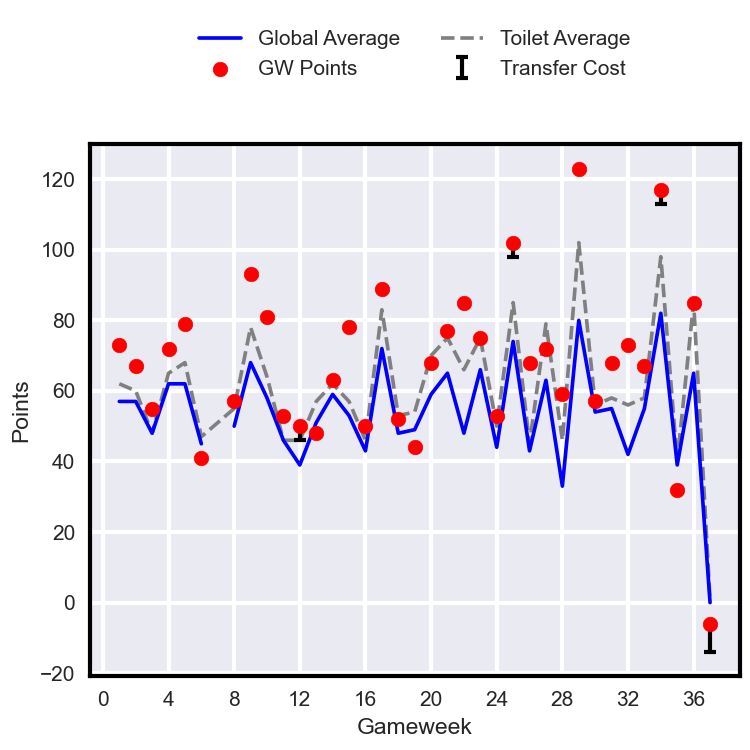 Global Average
Toilet Average
GW Points
Transfer Cost
120
100
80
60
40
20
0
−20
0 4 8 12 16 20 24 28 32 36
Points
Gameweek